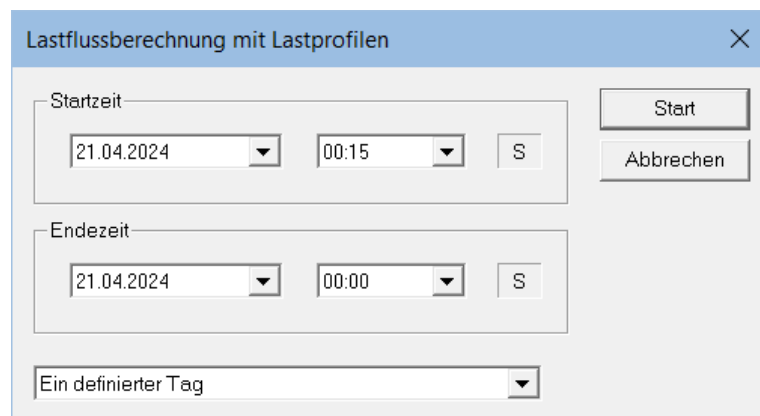 Lastflussberechnung mit Lastprofilen
Startzeit
21.04.2024 00:15 S
Start
Abbrechen
Endezeit
21.04.2024 00:00 S
Ein definierter Tag